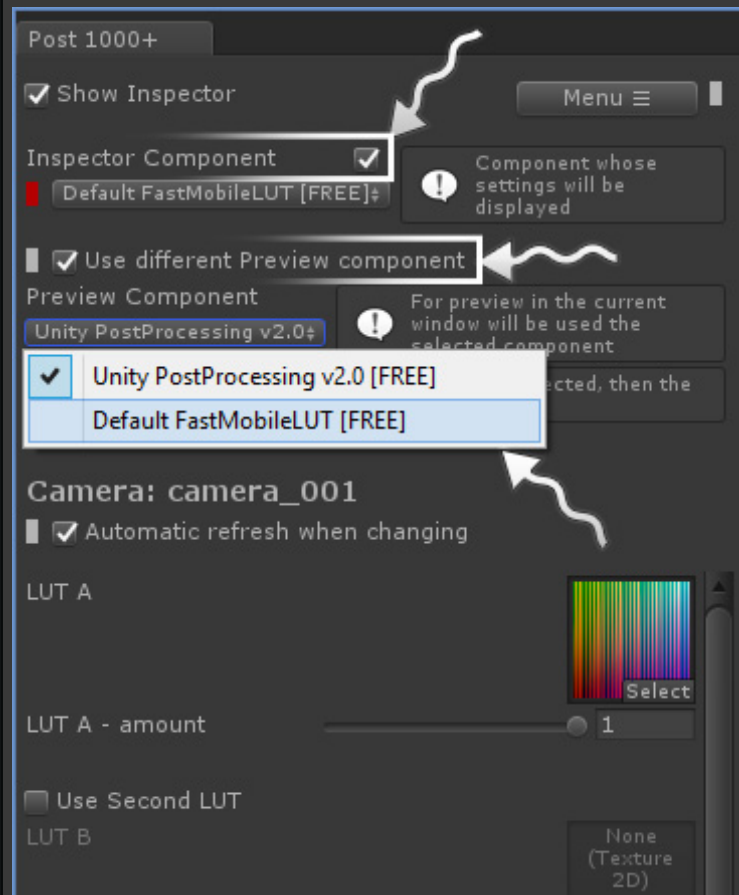 Post 1000+
Show Inspector
Menu ☰
Inspector Component
Default FastMobileLUT [FREE]
Component whose
settings will be
displayed
Use different Preview component
Preview Component
Unity PostProcessing v2.0
For preview in the current
window will be used the
selected component
Unity PostProcessing v2.0 [FREE]
ected, then the
Default FastMobileLUT [FREE]
Camera: camera_001
Automatic refresh when changing
LUT A
Select
LUT A - amount
1
Use Second LUT
LUT B
None
(Texture
2D)